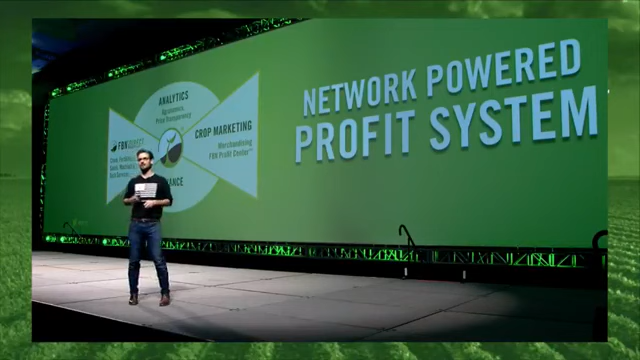 NETWORK POWERED
PROFIT SYSTEM
ANALYTICS
Agronomics,
Price Transparency
FBN
CROP MARKETING
Merchandising
FBN Profit Center